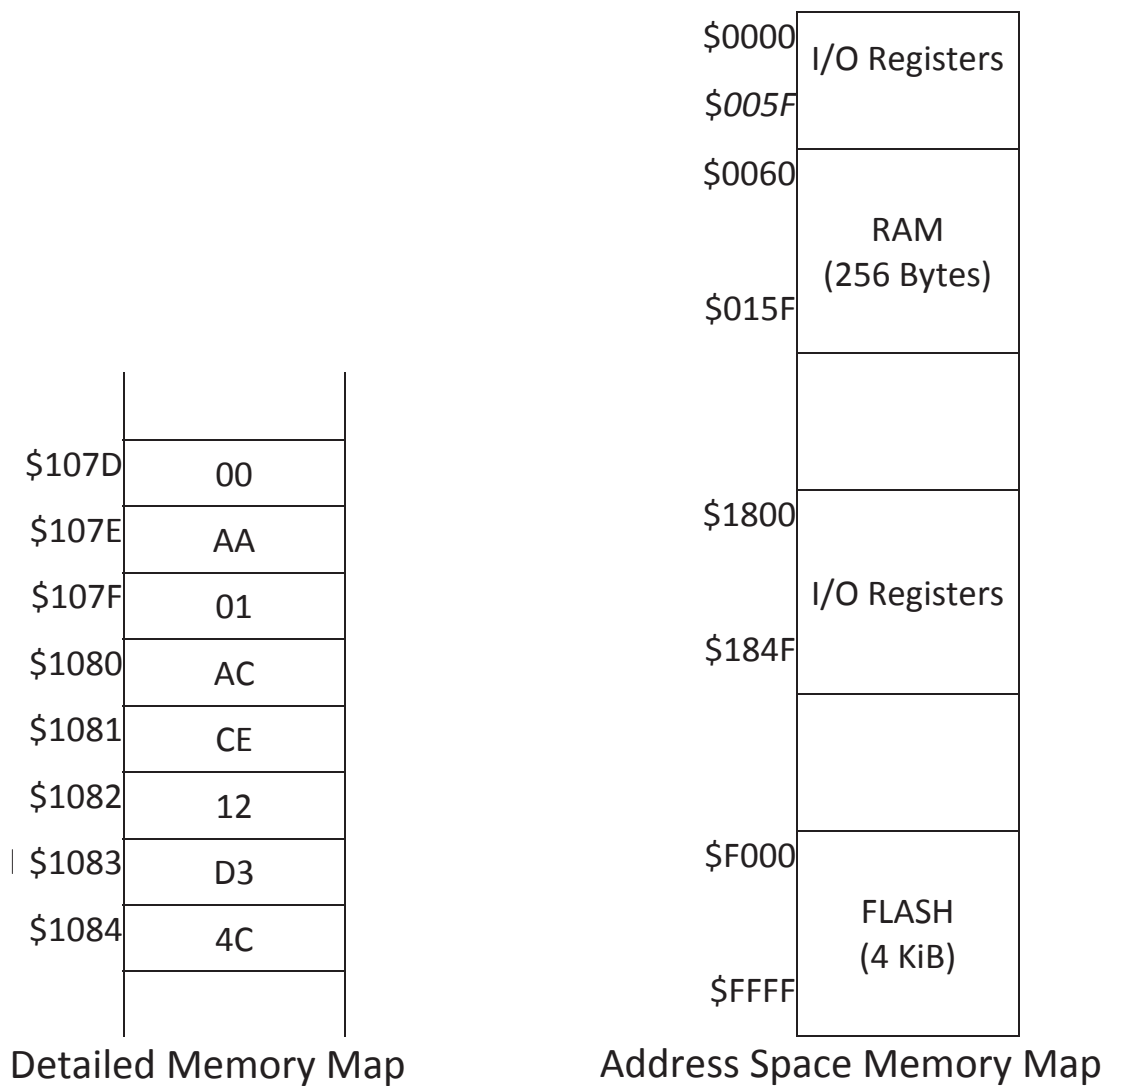 $107D 00
$107E AA
$107F 01
$1080 AC
$1081 CE
$1082 12
$1083 D3
$1084 4C
Detailed Memory Map
$0000
I/O Registers
$005F
$0060
RAM
(256 Bytes)
$015F
$1800
I/O Registers
$184F
$F000
FLASH
(4 KiB)
$FFFF
Address Space Memory Map